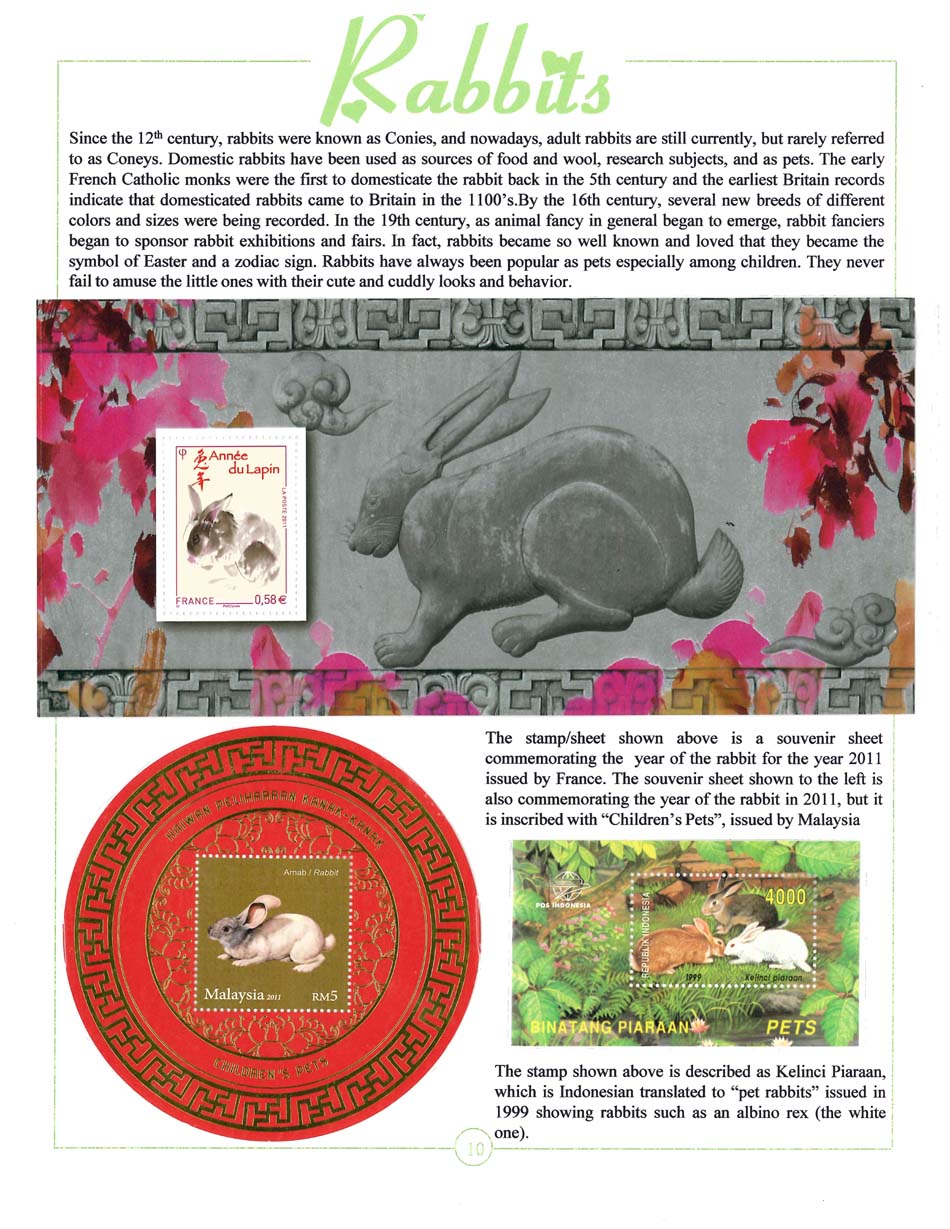 Rabbits
Since the 12th century, rabbits were known as Conies, and nowadays, adult rabbits are still currently, but rarely referred
to as Coneys. Domestic rabbits have been used as sources of food and wool, research subjects, and as pets. The early
French Catholic monks were the first to domesticate the rabbit back in the 5th century and the earliest Britain records
indicate that domesticated rabbits came to Britain in the 1100’s.By the 16th century, several new breeds of different
colors and sizes were being recorded. In the 19th century, as animal fancy in general began to emerge, rabbit fanciers
began to sponsor rabbit exhibitions and fairs. In fact, rabbits became so well known and loved that they became the
symbol of Easter and a zodiac sign. Rabbits have always been popular as pets especially among children. They never
fail to amuse the little ones with their cute and cuddly looks and behavior.
兔年
Année
du Lapin
LA POSTE 2011
FRANCE 0,58 €
The stamp/sheet shown above is a souvenir sheet
commemorating the year of the rabbit for the year 2011
issued by France. The souvenir sheet shown to the left is
also commemorating the year of the rabbit in 2011, but it
is inscribed with “Children’s Pets”, issued by Malaysia
HAIWAN PELIHARAAN KANAK-KANAK
Arnab / Rabbit
Malaysia 2011 RM5
CHILDREN'S PETS
POS INDONESIA
REPUBLIK INDONESIA
4000
1999 Kelinci piaraan
BINATANG PIARAAN PETS
The stamp shown above is described as Kelinci Piaraan,
which is Indonesian translated to “pet rabbits” issued in
1999 showing rabbits such as an albino rex (the white
one).
10